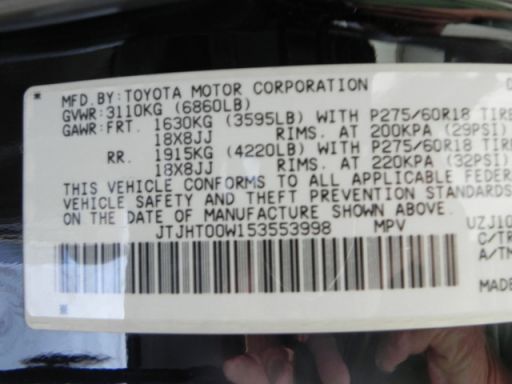 MFD.BY:TOYOTA MOTOR CORPORATION
GVWR:3110KG (6860LB)
GAWR:FRT. 1630KG (3595LB) WITH P275/60R18 TIRE
18X8JJ RIMS. AT 200KPA (29PSI)
RR. 1915KG (4220LB) WITH P275/60R18 TIRE
18X8JJ RIMS. AT 220KPA (32PSI)
THIS VEHICLE CONFORMS TO ALL APPLICABLE FEDER
VEHICLE SAFETY AND THEFT PREVENTION STANDARDS
ON THE DATE OF MANUFACTURE SHOWN ABOVE.
JTJHT00W153553998 MPV UZJ10
C/TR
A/TM
MADE